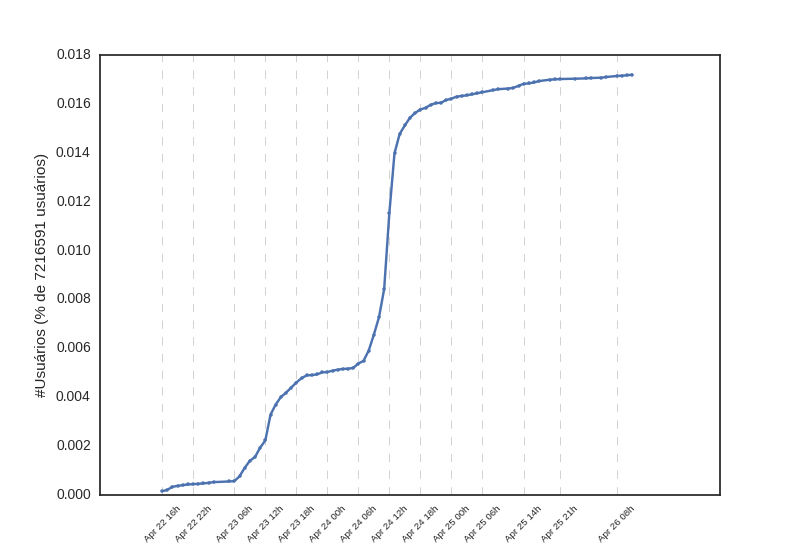 #Usuários (% de 7216591 usuários)
0.018
0.016
0.014
0.012
0.010
0.008
0.006
0.004
0.002
0.000
Apr 22 16h
Apr 22 22h
Apr 23 06h
Apr 23 12h
Apr 23 18h
Apr 24 00h
Apr 24 06h
Apr 24 12h
Apr 24 18h
Apr 25 00h
Apr 25 06h
Apr 25 14h
Apr 25 21h
Apr 26 08h